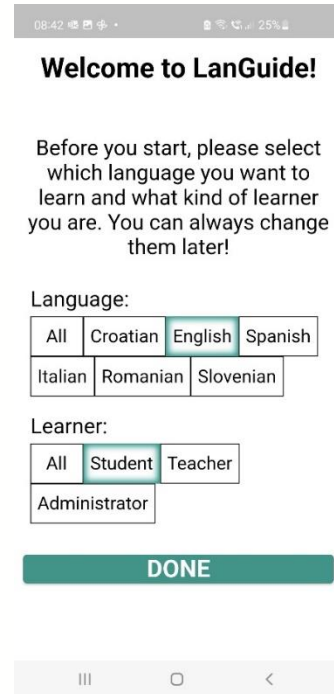 08:42 25%
Welcome to LanGuide!
Before you start, please select
which language you want to
learn and what kind of learner
you are. You can always change
them later!
Language:
All Croatian English Spanish
Italian Romanian Slovenian
Learner:
All Student Teacher
Administrator
DONE